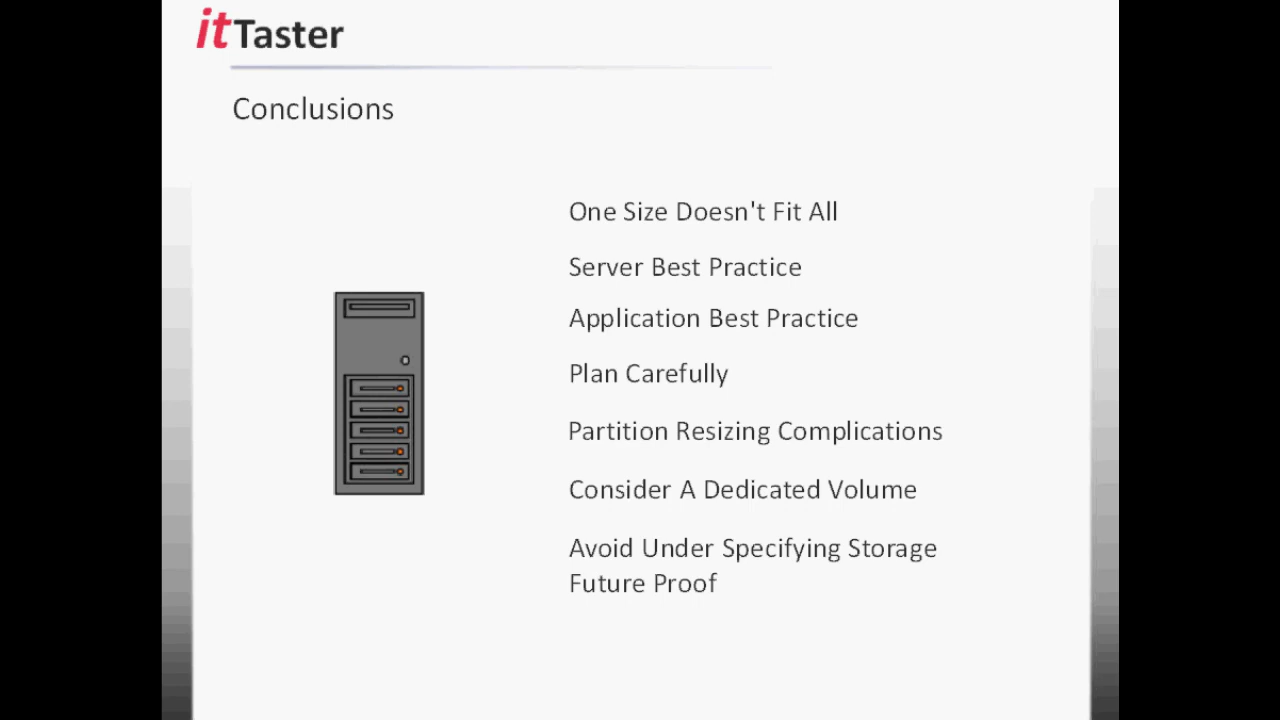 itTaster
Conclusions
One Size Doesn't Fit All
Server Best Practice
Application Best Practice
Plan Carefully
Partition Resizing Complications
Consider A Dedicated Volume
Avoid Under Specifying Storage
Future Proof